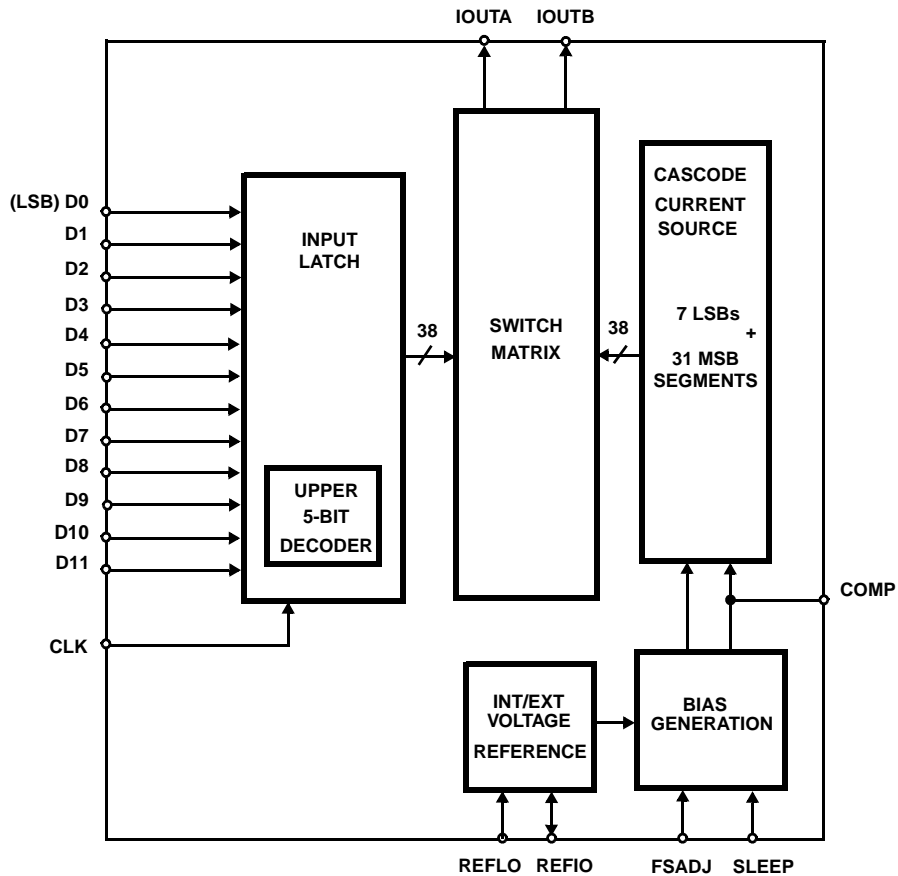 IOUTA IOUTB
(LSB) D0
D1
D2
D3
D4
D5
D6
D7
D8
D9
D10
D11
CLK
INPUT
LATCH
UPPER
5-BIT
DECODER
38
SWITCH
MATRIX
38
CASCODE
CURRENT
SOURCE
7 LSBs
+
31 MSB
SEGMENTS
COMP
INT/EXT
VOLTAGE
REFERENCE
BIAS
GENERATION
REFLO REFIO FSADJ SLEEP